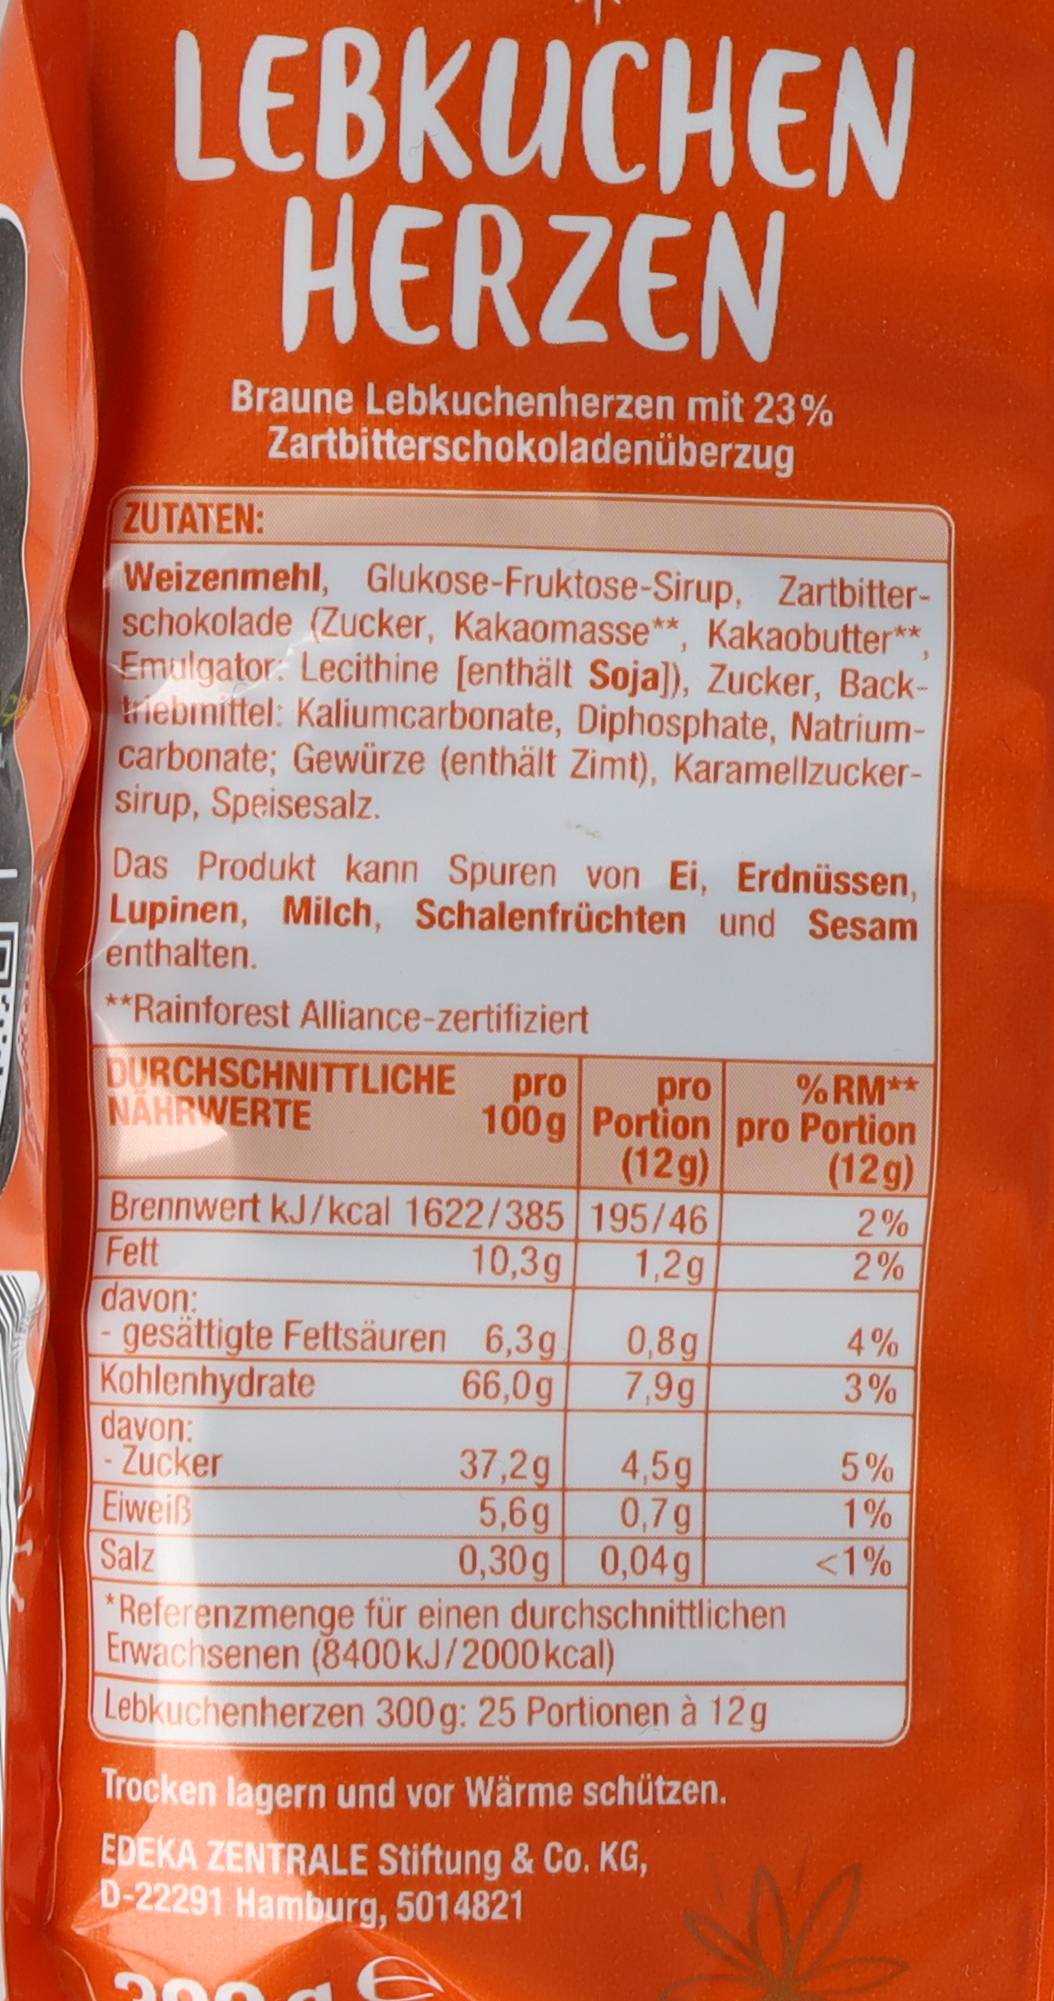 LEBKUCHEN
HERZEN
Braune Lebkuchenherzen mit 23%
Zartbitterschokoladenüberzug
ZUTATEN:
Weizenmehl, Glukose-Fruktose-Sirup, Zartbitter-
schokolade (Zucker, Kakaomasse**, Kakaobutter**,
Emulgator: Lecithine [enthält Soja]), Zucker, Back-
triebmittel: Kaliumcarbonate, Diphosphate, Natrium-
carbonate; Gewürze (enthält Zimt), Karamellzucker-
sirup, Speisesalz.
Das Produkt kann Spuren von Ei, Erdnüssen,
Lupinen, Milch, Schalenfrüchten und Sesam
enthalten.
**Rainforest Alliance-zertifiziert
DURCHSCHNITTLICHE pro pro %RM**
NÄHRWERTE 100g Portion pro Portion
(12g) (12g)
Brennwert kJ/kcal 1622/385 195/46 2%
Fett 10,3g 1,2g 2%
davon:
- gesättigte Fettsäuren 6,3g 0,8g 4%
Kohlenhydrate 66,0g 7,9g 3%
davon:
- Zucker 37,2g 4,5g 5%
Eiweiß 5,6g 0,7g 1%
Salz 0,30g 0,04g <1%
*Referenzmenge für einen durchschnittlichen
Erwachsenen (8400kJ/2000kcal)
Lebkuchenherzen 300g: 25 Portionen à 12g
Trocken lagern und vor Wärme schützen.
EDEKA ZENTRALE Stiftung & Co. KG,
D-22291 Hamburg, 5014821
300g e